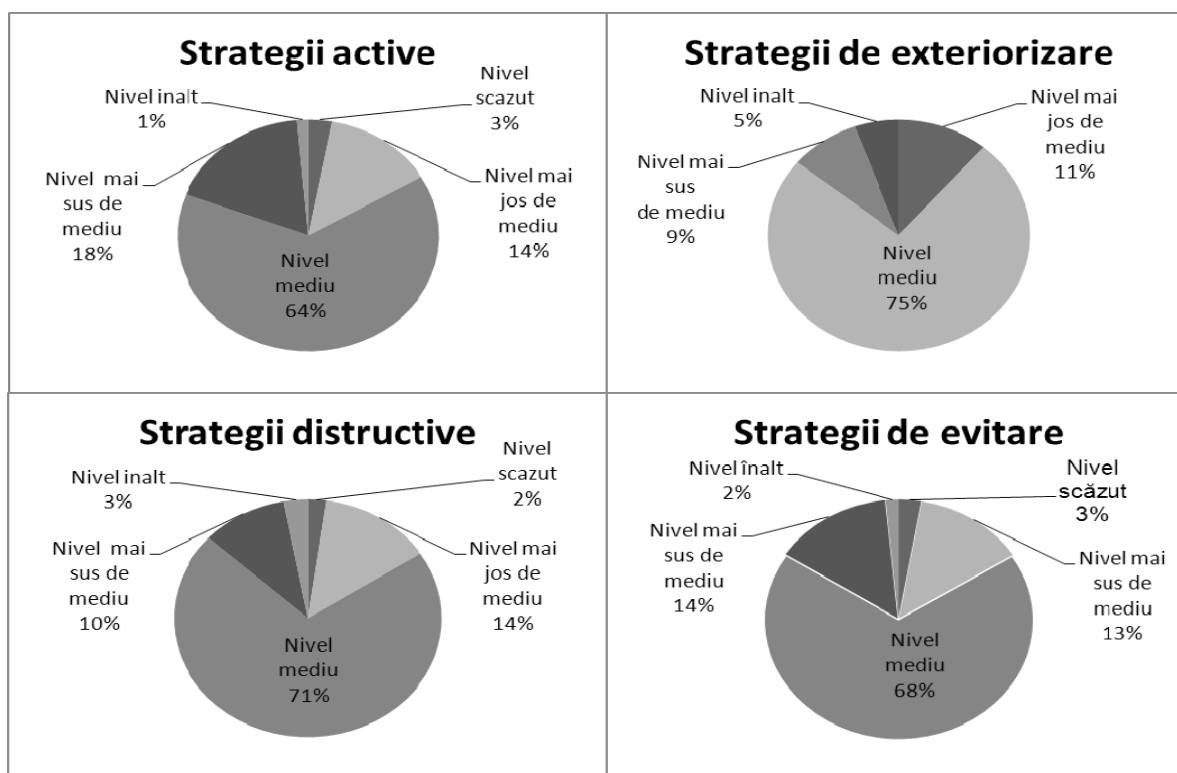 Strategii active
Nivel inalt
1%
Nivel
scazut
3%
Nivel mai
sus de
mediu
18%
Nivel mai
jos de
mediu
14%
Nivel
mediu
64%
Strategii de exteriorizare
Nivel inalt
5%
Nivel mai
jos de
mediu
11%
Nivel mai
sus
de mediu
9%
Nivel
mediu
75%
Strategii distructive
Nivel inalt
3%
Nivel
scazut
2%
Nivel mai
sus de
mediu
10%
Nivel mai
jos de
mediu
14%
Nivel
mediu
71%
Strategii de evitare
Nivel înalt
2%
Nivel
scăzut
3%
Nivel mai
sus de
mediu
14%
Nivel mai
sus de
mediu
13%
Nivel
mediu
68%